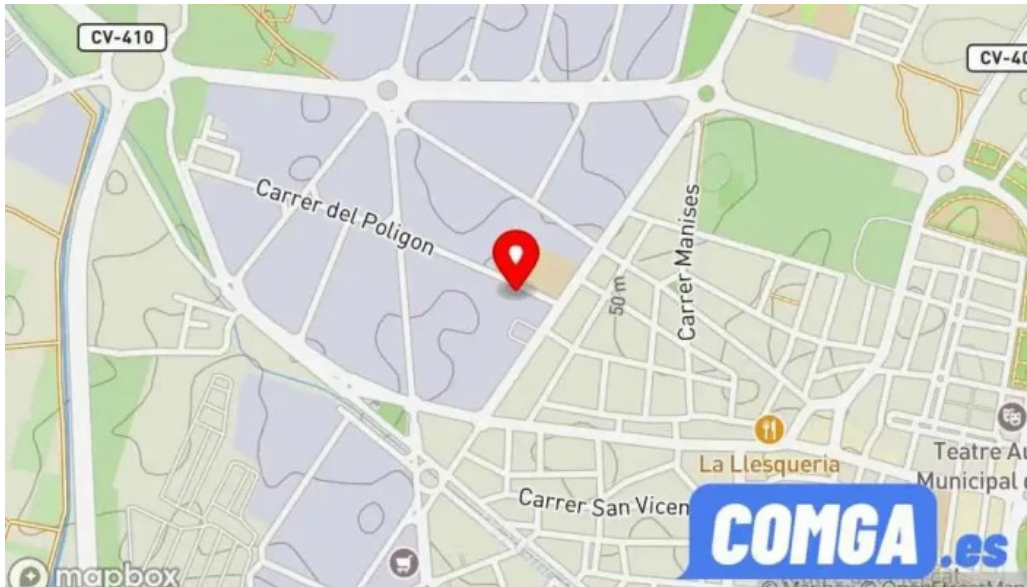 CV-410
CV-40
Carrer del Poligon
Carrer Manises
50 m
La Llesqueria
Teatre Au
Municipal
Carrer San Vicen
COMGA.es
mapbox